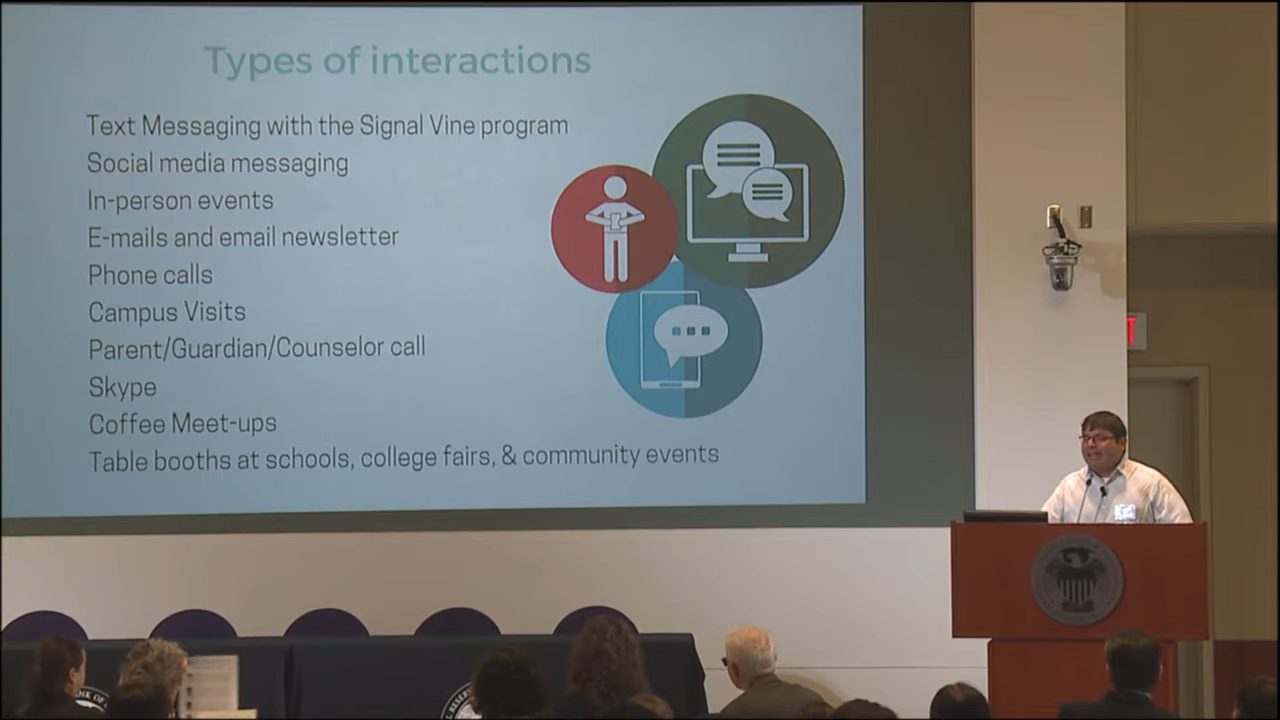 Types of interactions
Text Messaging with the Signal Vine program
Social media messaging
In-person events
E-mails and email newsletter
Phone calls
Campus Visits
Parent/Guardian/Counselor call
Skype
Coffee Meet-ups
Table booths at schools, college fairs, & community events